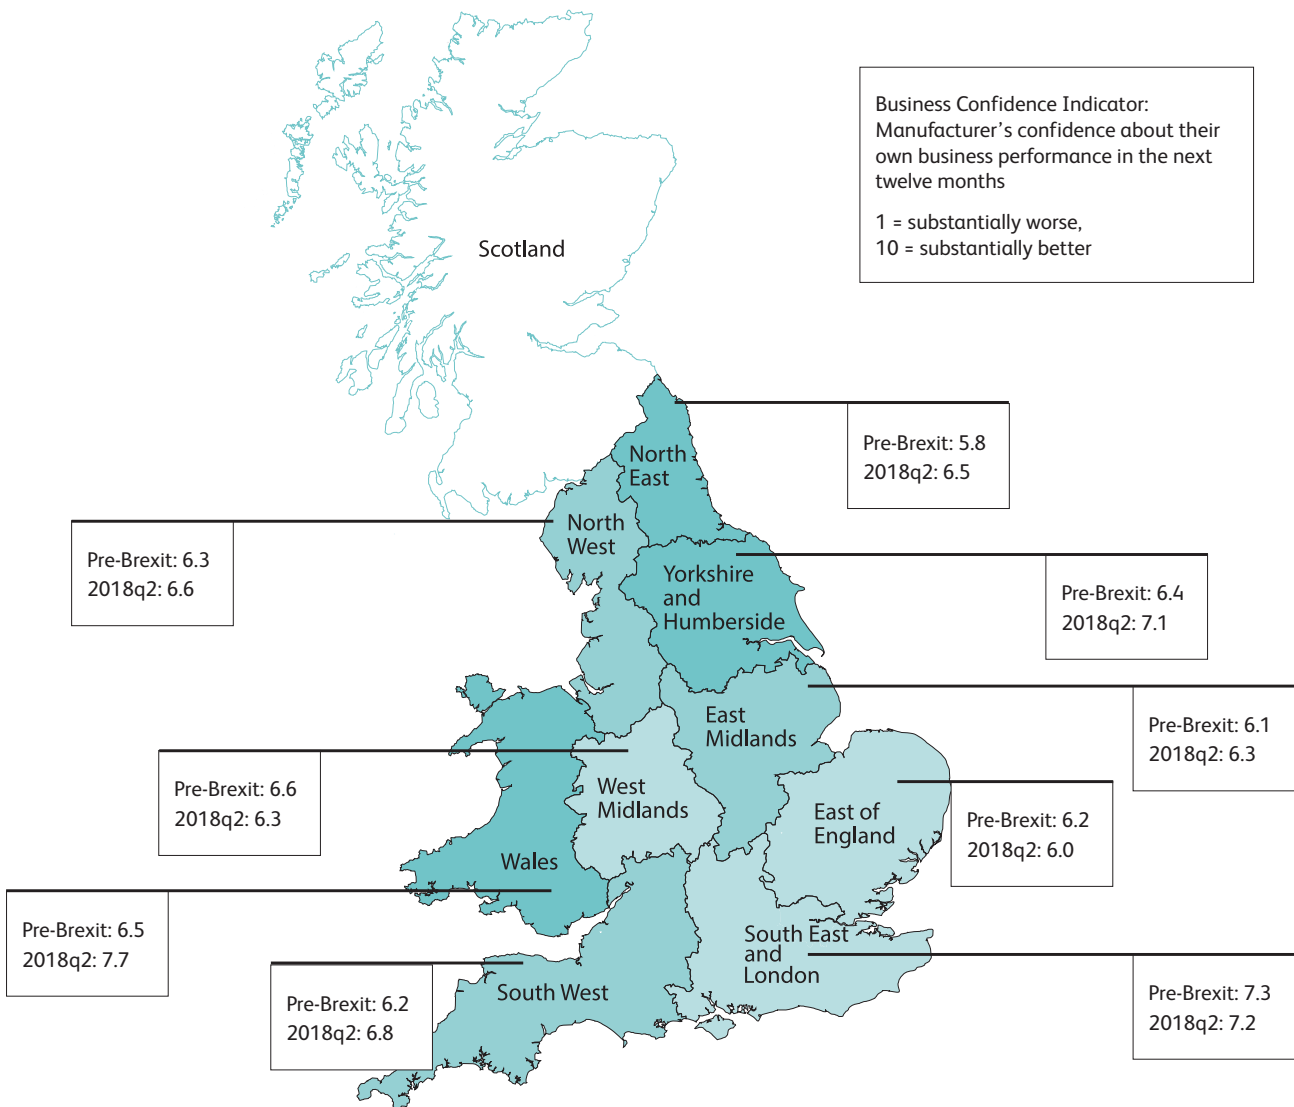 Business Confidence Indicator:
Manufacturer’s confidence about their
own business performance in the next
twelve months
1 = substantially worse,
10 = substantially better
Scotland
Pre-Brexit: 5.8
2018q2: 6.5
North
East
North
West
Pre-Brexit: 6.3
2018q2: 6.6
Yorkshire
and
Humberside
Pre-Brexit: 6.4
2018q2: 7.1
East
Midlands
Pre-Brexit: 6.1
2018q2: 6.3
Pre-Brexit: 6.6
2018q2: 6.3
West
Midlands
East of
England
Pre-Brexit: 6.2
2018q2: 6.0
Wales
Pre-Brexit: 6.5
2018q2: 7.7
South East
and
London
Pre-Brexit: 7.3
2018q2: 7.2
South West
Pre-Brexit: 6.2
2018q2: 6.8